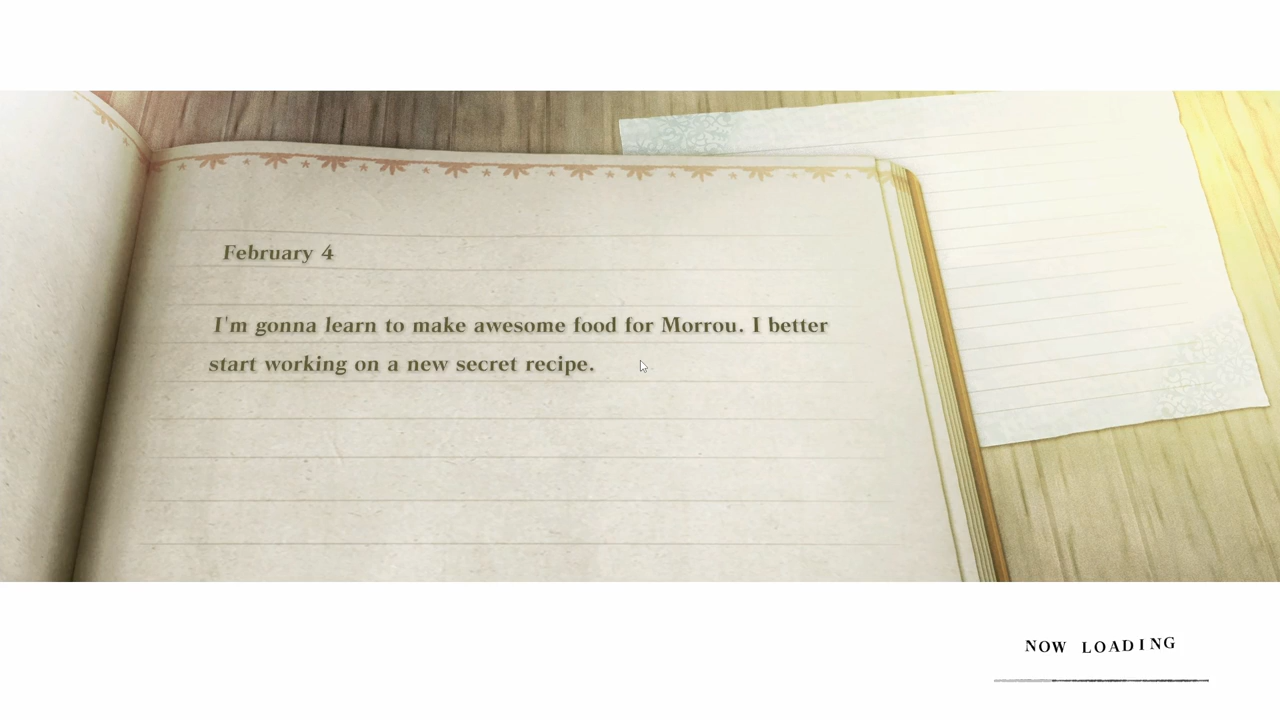 February 4
I'm gonna learn to make awesome food for Morrou. I better
start working on a new secret recipe.
NOW LOADING